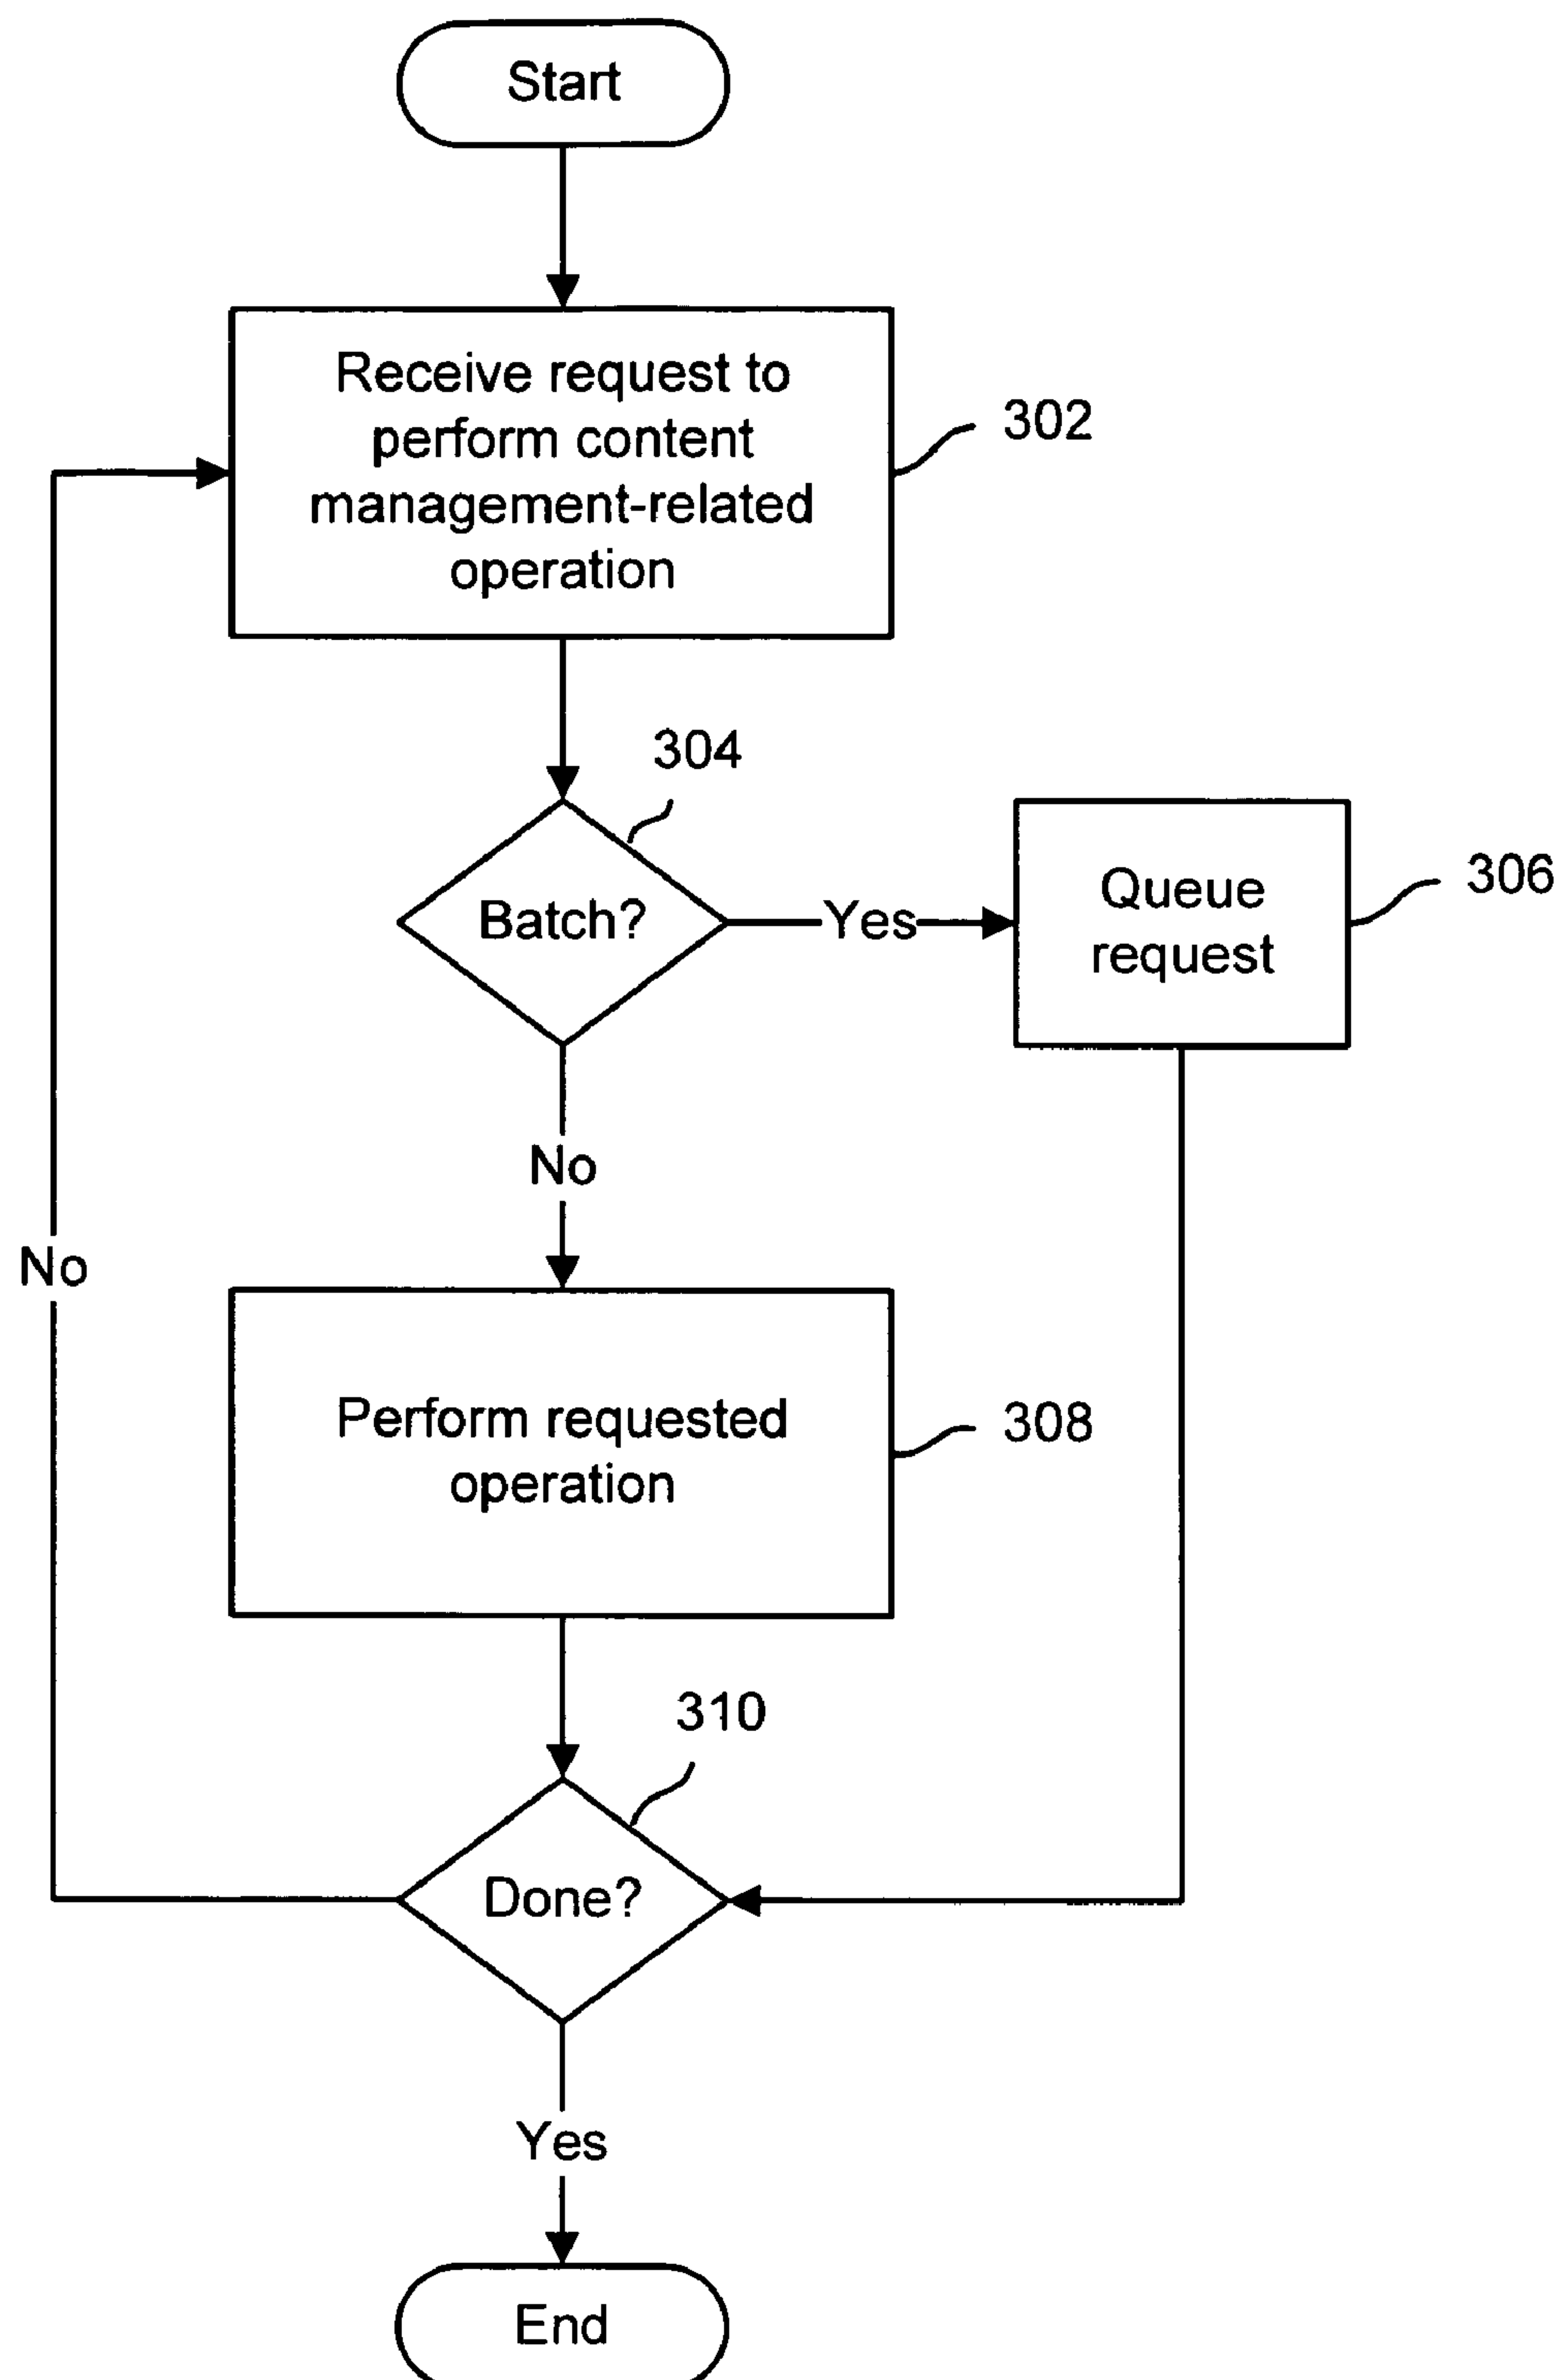 Start
Receive request to
perform content
management-related
operation
302
304
Batch?
Yes
Queue
request
306
No
No
Perform requested
operation
308
310
Done?
Yes
End